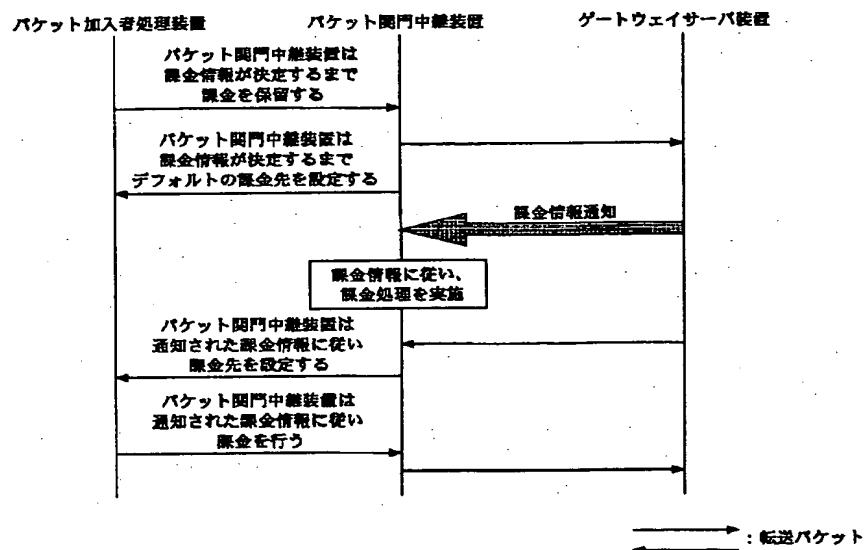 パケット加入者処理装置
パケット関門中継装置
ゲートウェイサーバ装置
パケット関門中継装置は
課金情報が決定するまで
課金を保留する
パケット関門中継装置は
課金情報が決定するまで
デフォルトの課金先を設定する
課金情報通知
課金情報に従い、
課金処理を実施
パケット関門中継装置は
通知された課金情報に従い
課金先を設定する
パケット関門中継装置は
通知された課金情報に従い
課金を行う
:転送パケット